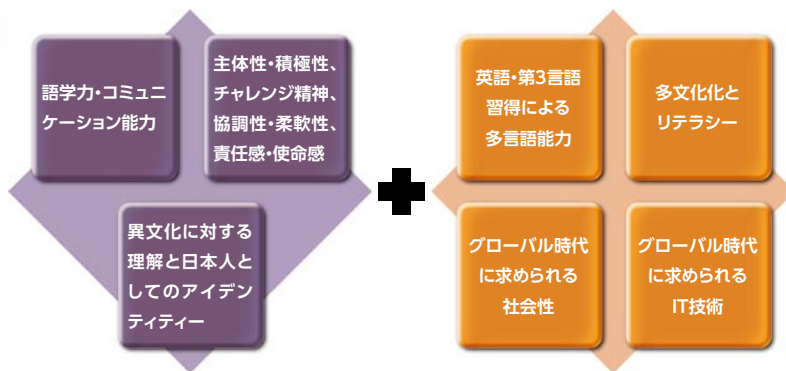 語学力・コミュニ
ケーション能力
主体性・積極性、
チャレンジ精神、
協調性・柔軟性、
責任感・使命感
異文化に対する
理解と日本人と
してのアイデン
ティティー
英語・第3言語
習得による
多言語能力
多文化化と
リテラシー
グローバル時代
に求められる
社会性
グローバル時代
に求められる
IT技術